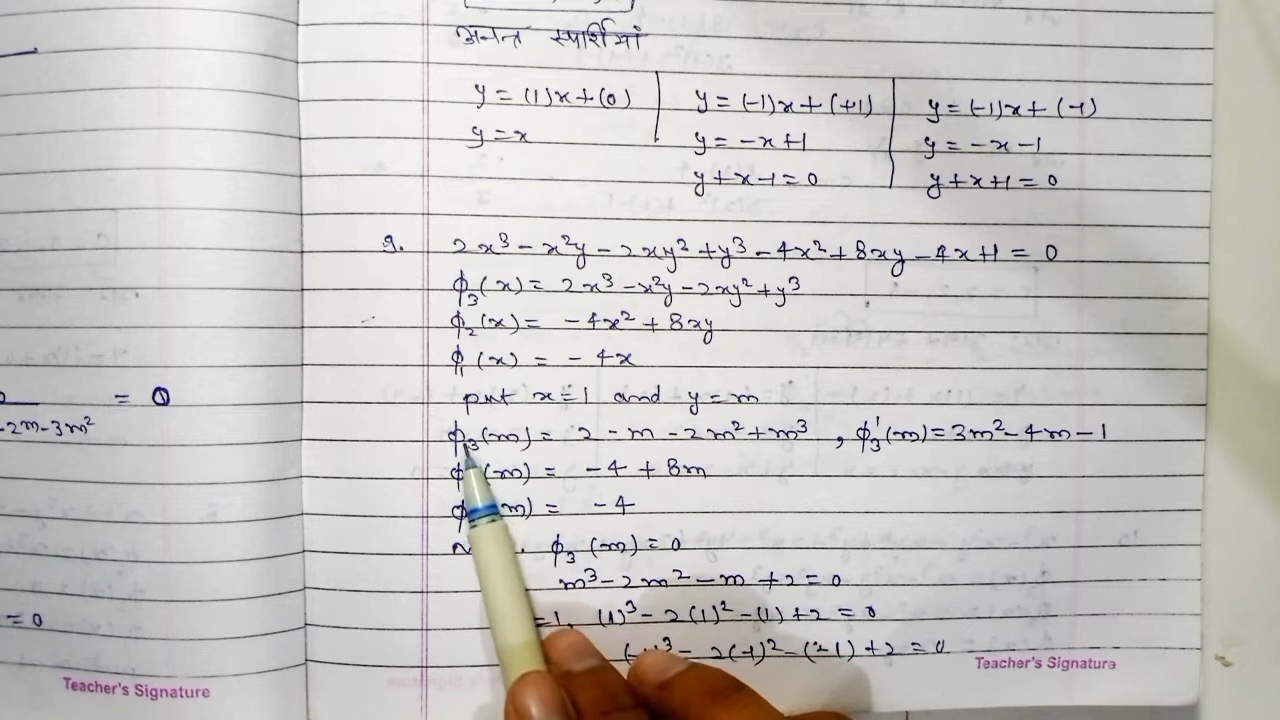 अनन्त स्पर्शियां
y = (1)x + (0)
y = x
y = (-1)x + (+1)
y = -x+1
y + x - 1 = 0
y = (-1)x + (-1)
y = -x - 1
y + x + 1 = 0
9. 2x³ - x²y - 2xy² + y³ - 4x² + 8xy - 4x + 1 = 0
ϕ₃(x) = 2x³ - x²y - 2xy² + y³
ϕ₂(x) = -4x² + 8xy
ϕ₁(x) = -4x
put x = 1 and y = m
= 0
-2m-3m²
ϕ₃(m) = 2 - m - 2m² + m³ , ϕ₃'(m) = 3m² - 4m - 1
ϕ (m) = -4 + 8m
ϕ m) = -4
ϕ₃(m) = 0
m³ - 2m² - m + 2 = 0
= 0
=1, (1)³ - 2(1)² - (1) + 2 = 0
³ - 2(-1)² - (-1) + 2 = 0
Teacher's Signature
Teacher's Signature